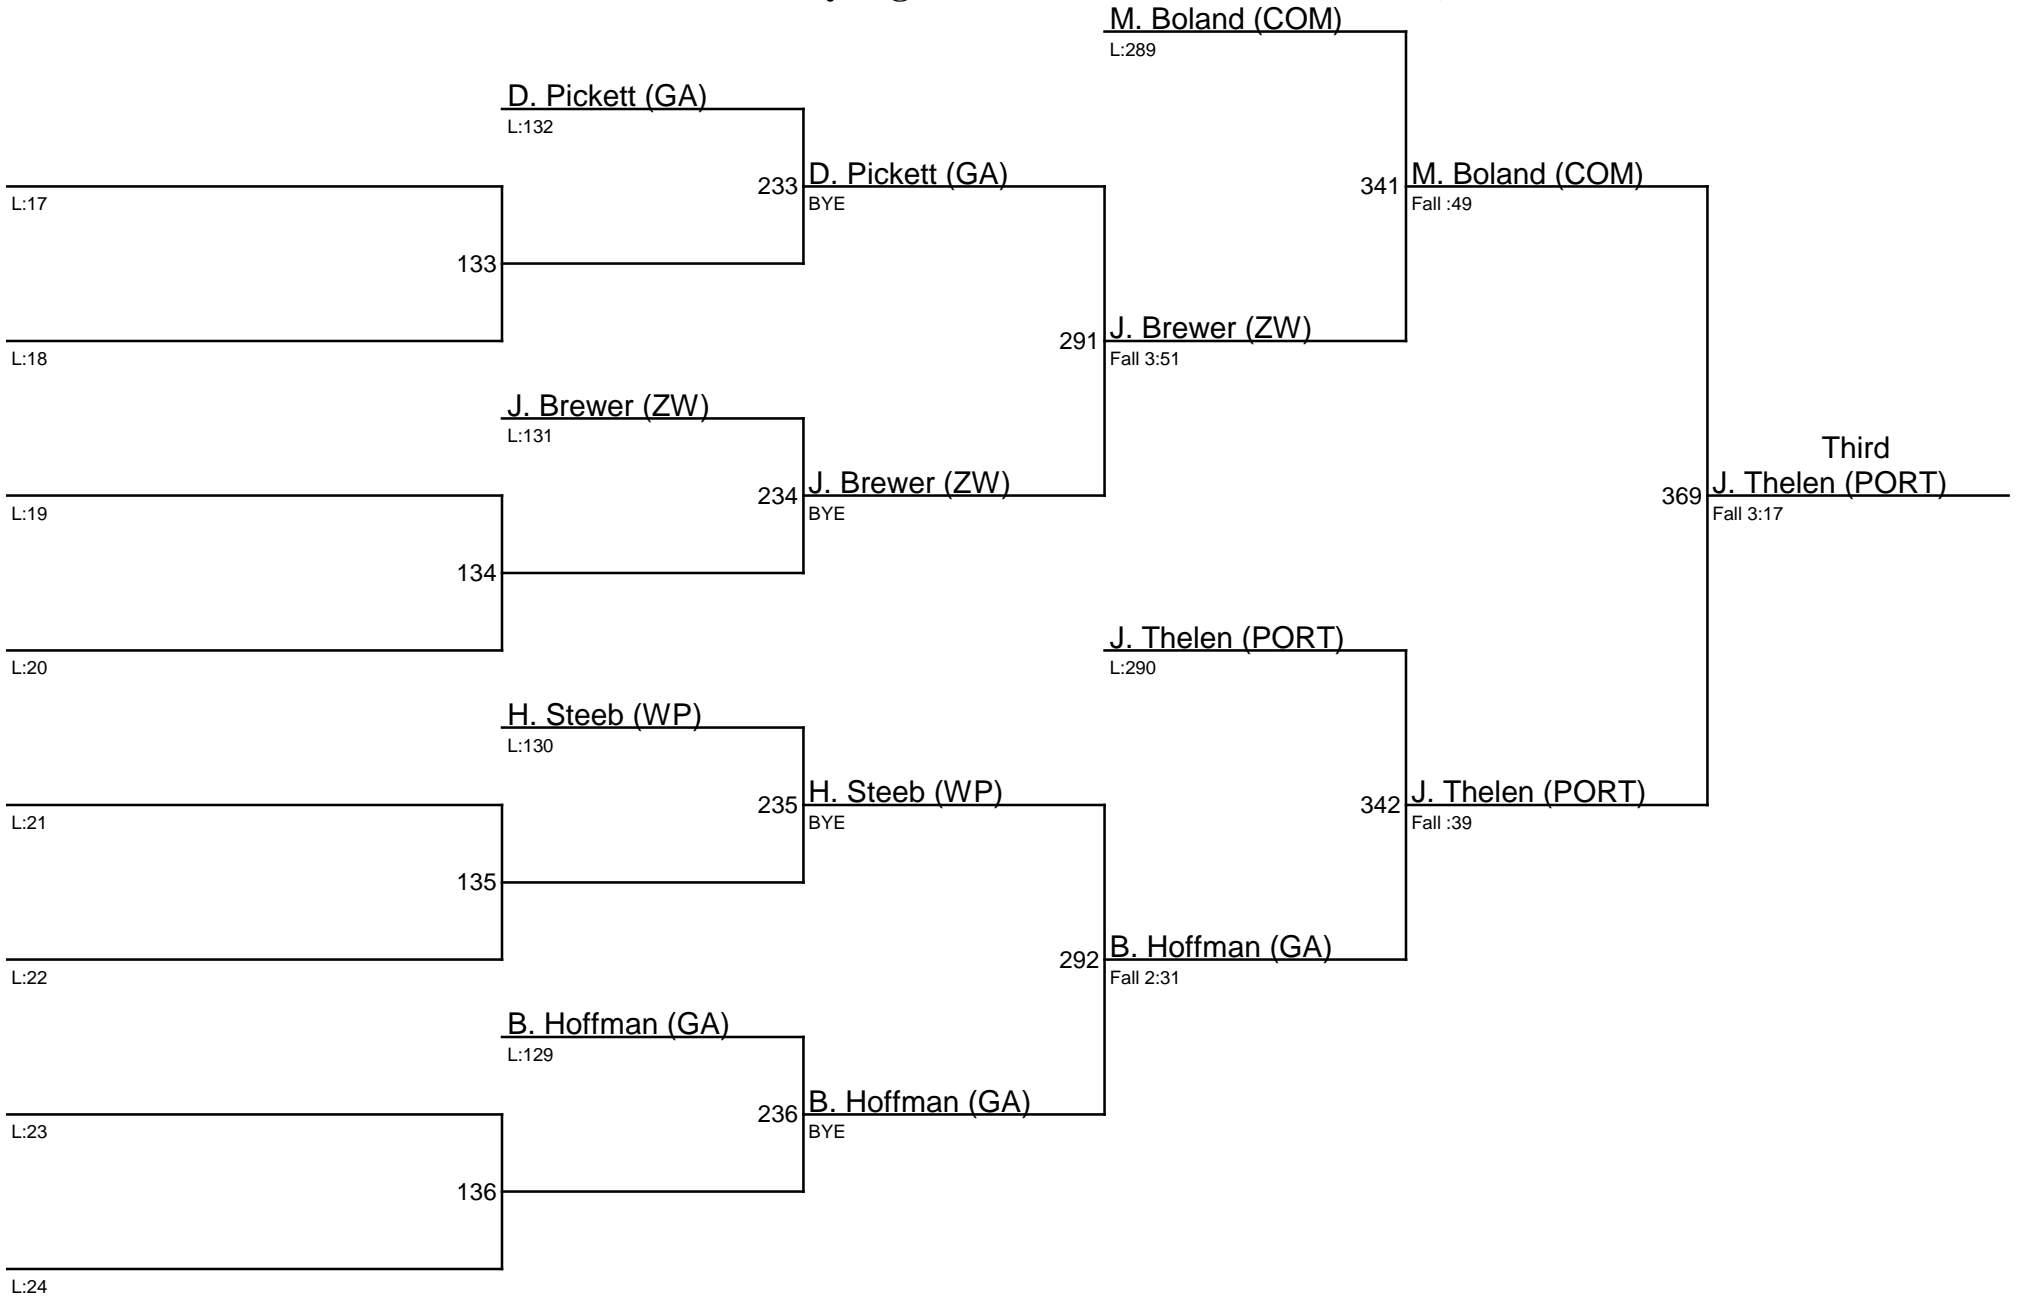 M. Boland (COM)
L:289
D. Pickett (GA)
L:132
233
D. Pickett (GA)
BYE
341
M. Boland (COM)
Fall :49
L:17
133
291
J. Brewer (ZW)
Fall 3:51
L:18
J. Brewer (ZW)
L:131
Third
234
J. Brewer (ZW)
BYE
369
J. Thelen (PORT)
Fall 3:17
L:19
134
J. Thelen (PORT)
L:290
L:20
H. Steeb (WP)
L:130
235
H. Steeb (WP)
BYE
342
J. Thelen (PORT)
Fall :39
L:21
135
292
B. Hoffman (GA)
Fall 2:31
L:22
B. Hoffman (GA)
L:129
236
B. Hoffman (GA)
BYE
L:23
136
L:24